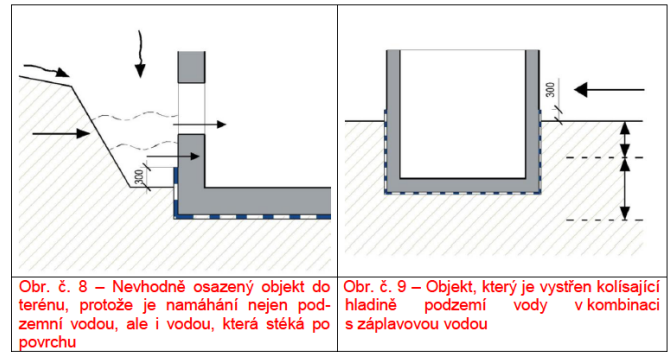 300
300
Obr. č. 8 – Nevhodně osazený objekt do
terénu, protože je namáhání nejen pod-
zemní vodou, ale i vodou, která stéká po
povrchu
Obr. č. 9 – Objekt, který je vystřen kolísající
hladině podzemí vody v kombinaci
s záplavovou vodou